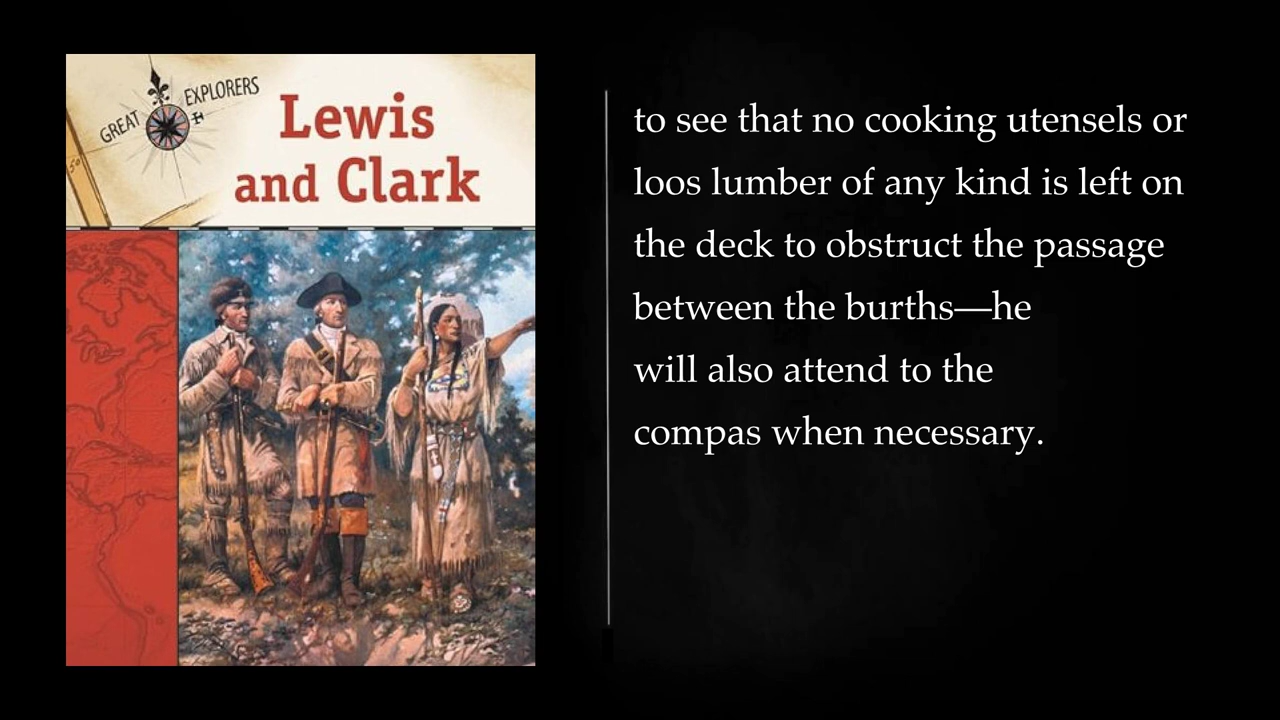 GREAT EXPLORERS
Lewis
and Clark
50
to see that no cooking utensels or
loos lumber of any kind is left on
the deck to obstruct the passage
between the burths—he
will also attend to the
compas when necessary.